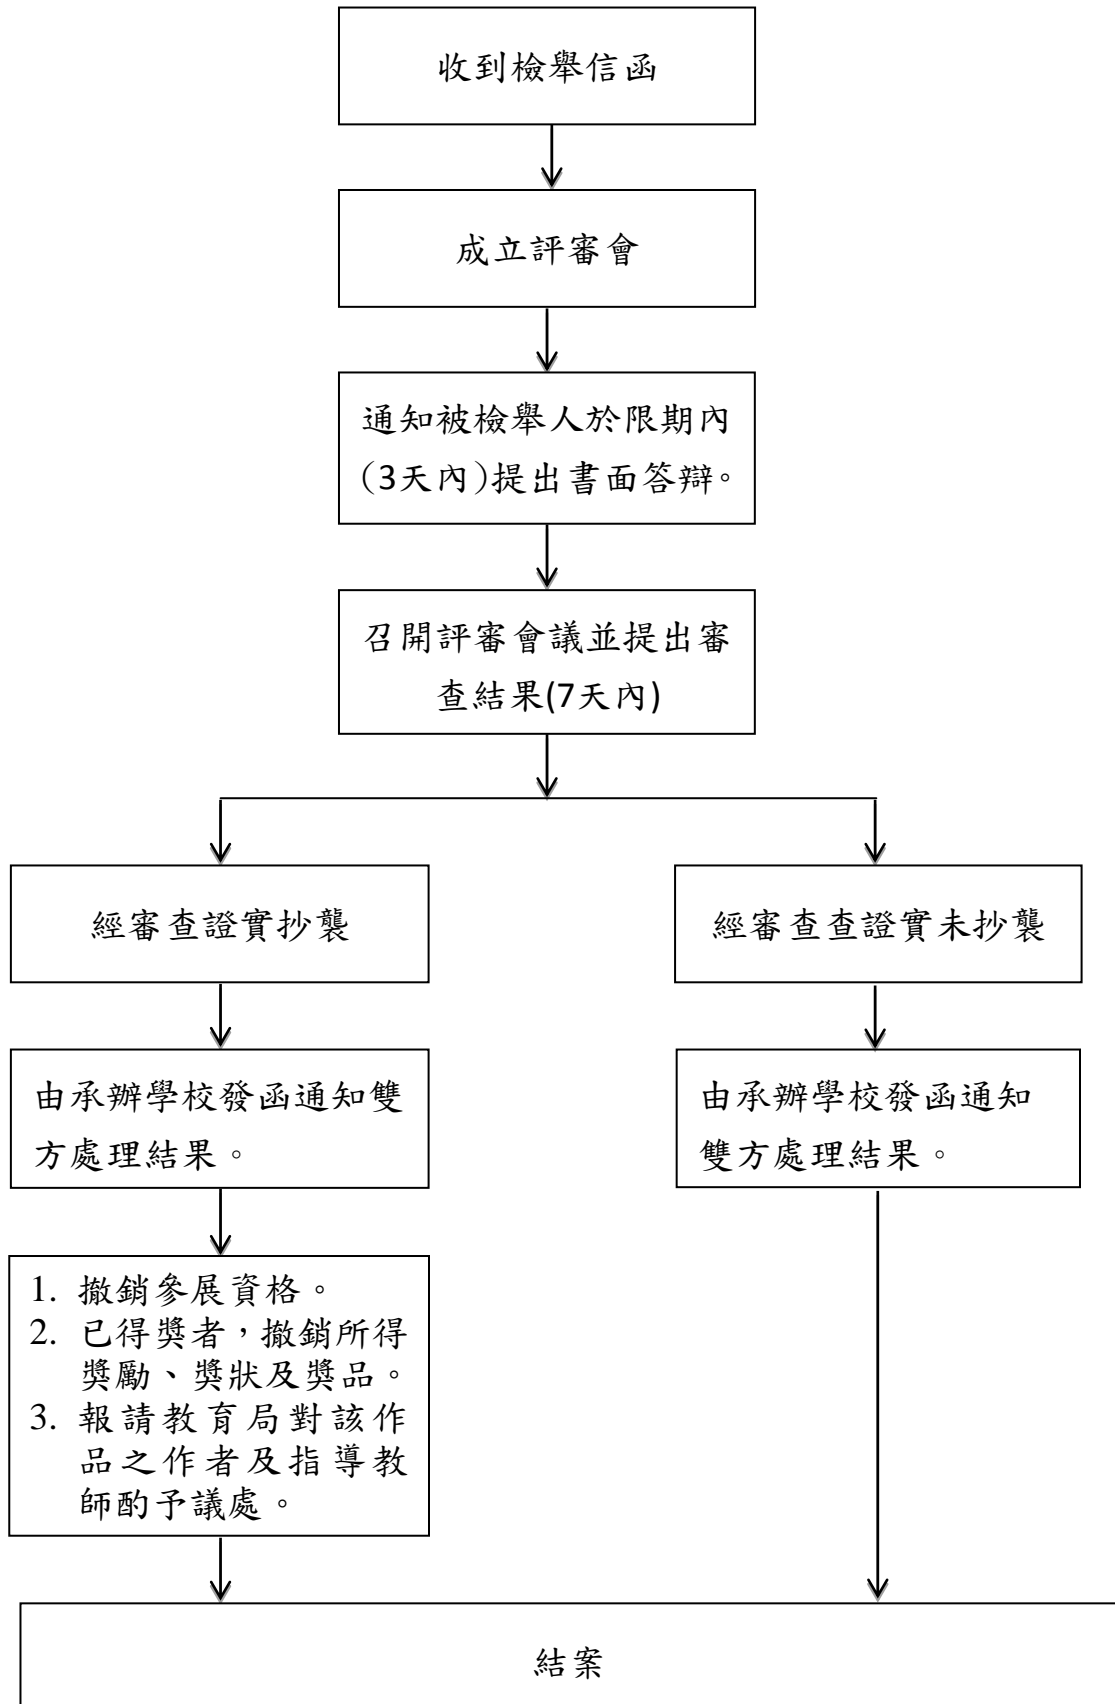 收到檢舉信函
成立評審會
通知被檢舉人於限期內
(3天內)提出書面答辯。
召開評審會議並提出審
查結果(7天內)
經審查證實抄襲
經審查查證實未抄襲
由承辦學校發函通知雙
方處理結果。
由承辦學校發函通知
雙方處理結果。
1. 撤銷參展資格。
2. 已得獎者，撤銷所得
獎勵、獎狀及獎品。
3. 報請教育局對該作
品之作者及指導教
師酌予議處。
結案